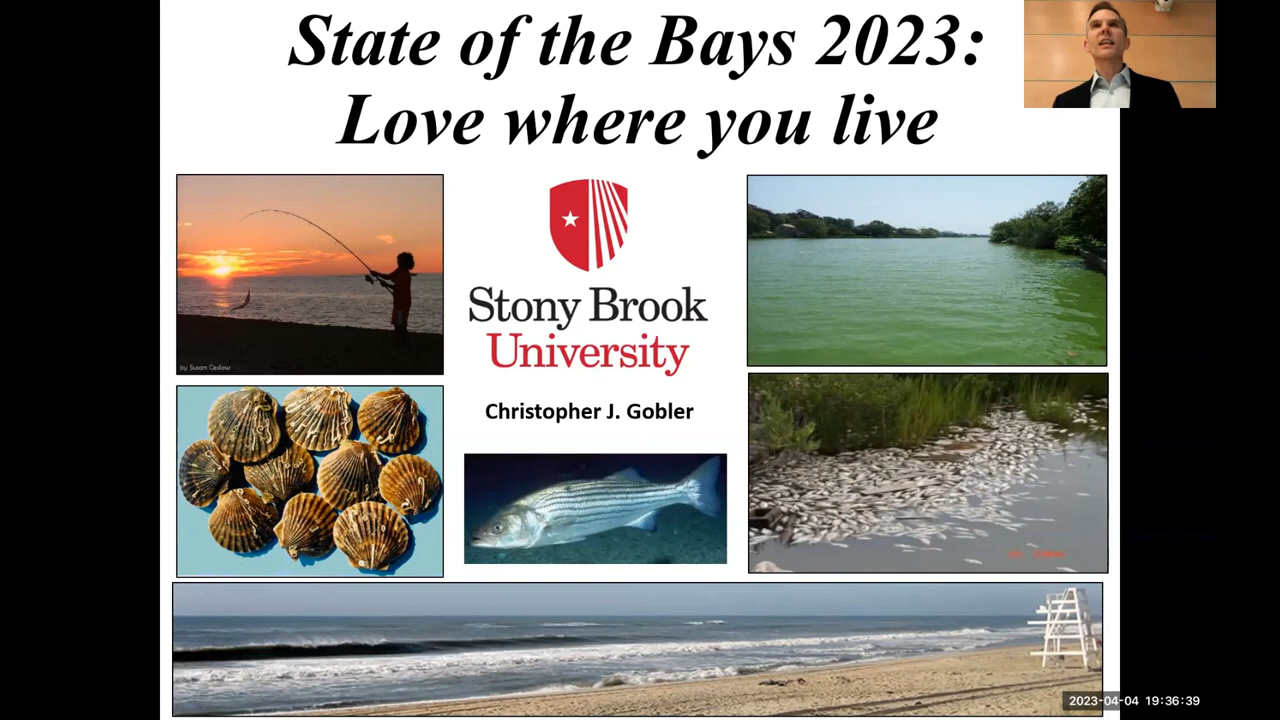 State of the Bays 2023:
Love where you live
Stony Brook
University
by Susan Ceslow
Christopher J. Gobler
2023-04-04 19:36:39